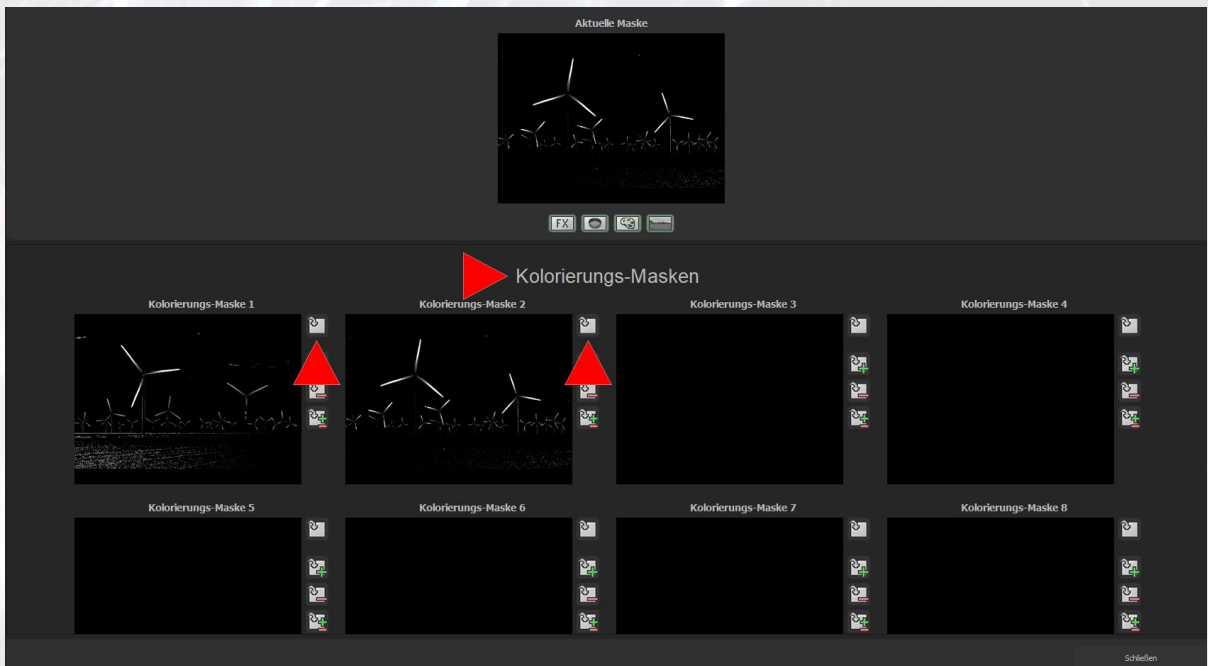 Aktuelle Maske
FX
Kolorierungs-Masken
Kolorierungs-Maske 1
Kolorierungs-Maske 2
Kolorierungs-Maske 3
Kolorierungs-Maske 4
Kolorierungs-Maske 5
Kolorierungs-Maske 6
Kolorierungs-Maske 7
Kolorierungs-Maske 8
Schließen